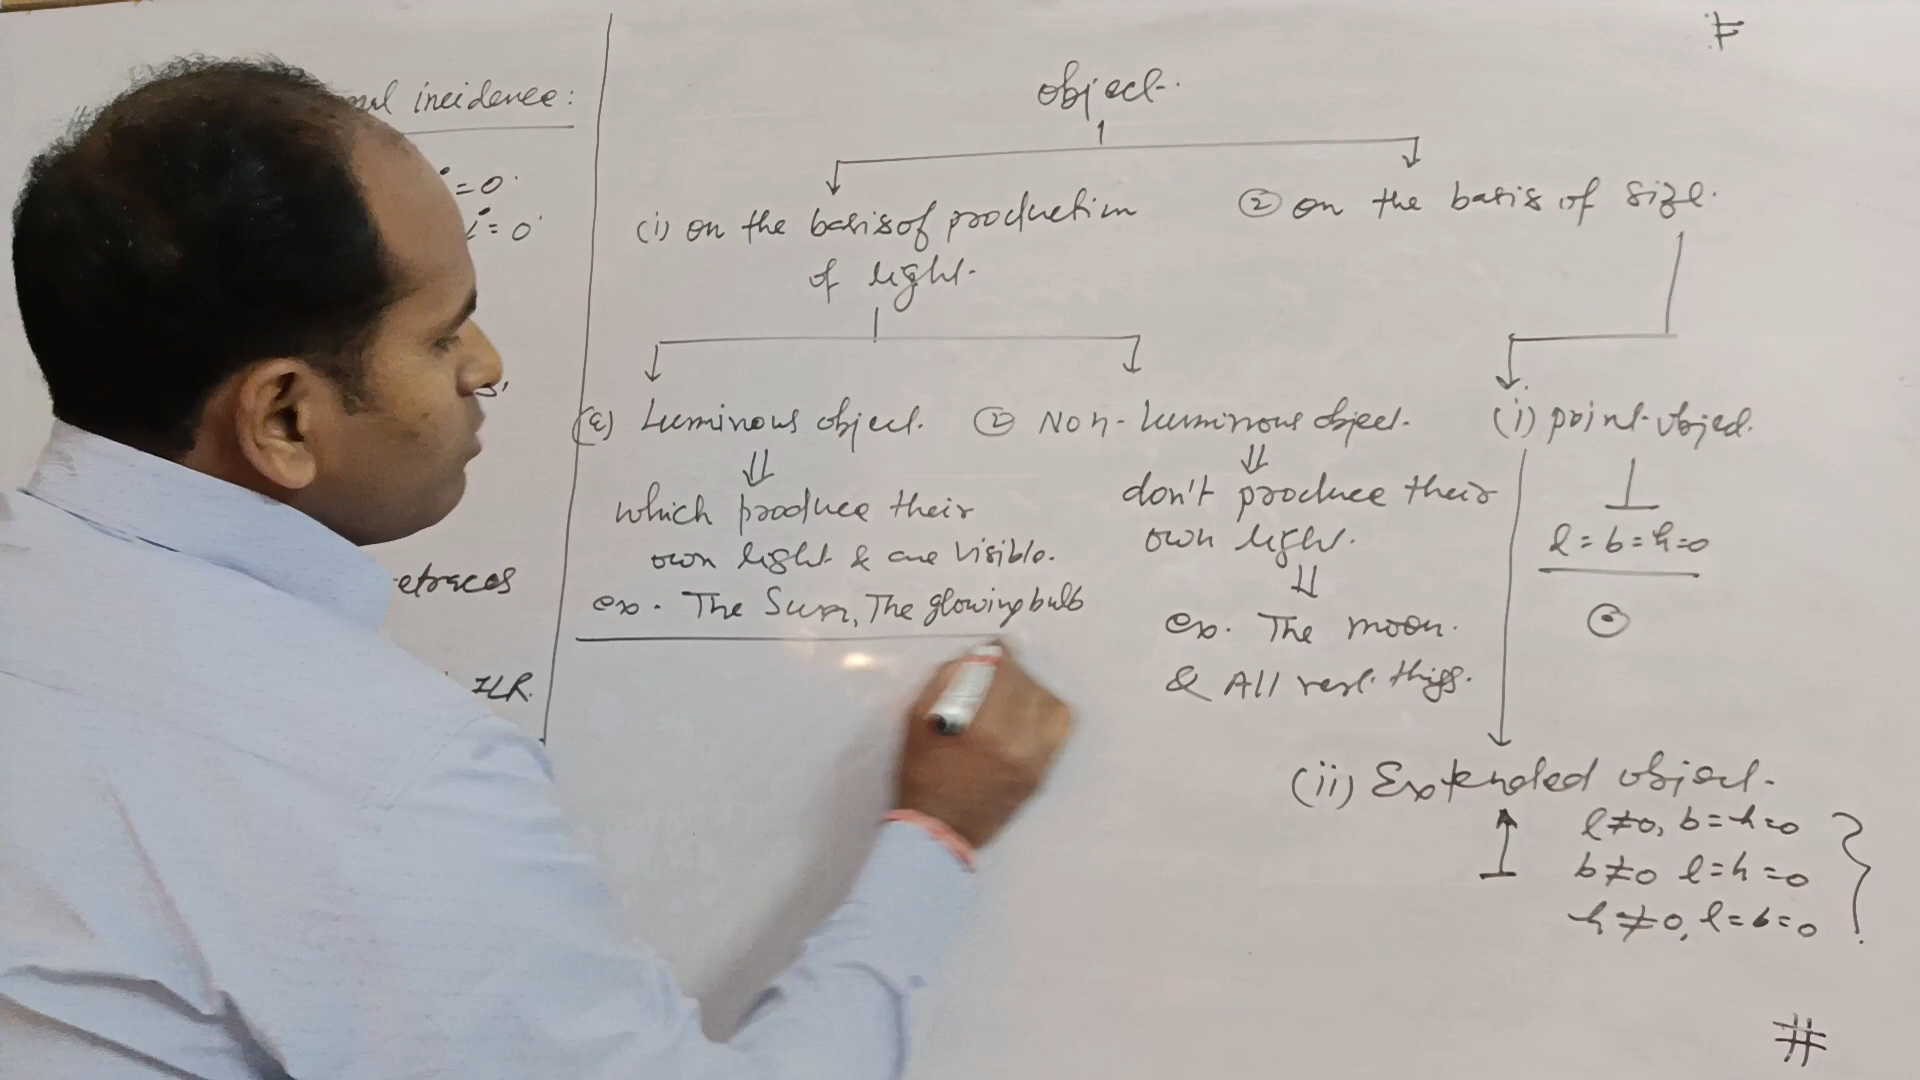 incidence:
i=0
i=0
etraces
ILR.
object.
(i) on the basis of production
of light.
② on the basis of size.
(a) Luminous object.
which produce their
own light & are visible.
ex. The Sun, The glowing bulb
② Non-Luminous object.
don't produce their
own light.
ex. The moon.
& All rest things.
(i) point object.
l=b=h=0
(ii) Extended object.
l≠0, b=h=0
b≠0 l=h=0
h≠0, l=b=0
#